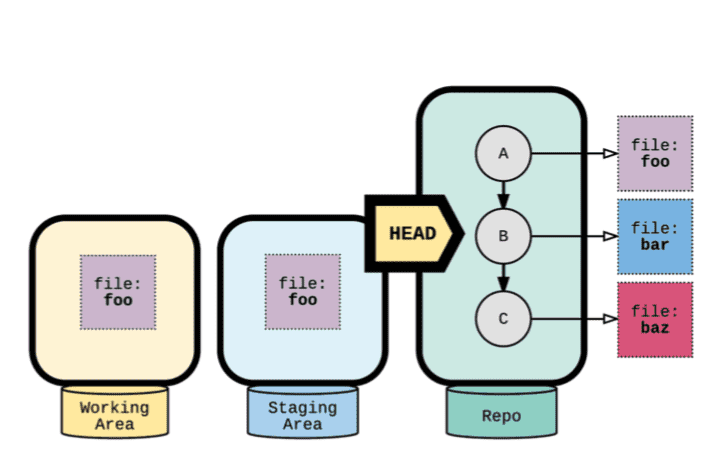 A
file:
foo
HEAD
B
file:
bar
file:
foo
file:
foo
C
file:
baz
Working
Area
Staging
Area
Repo